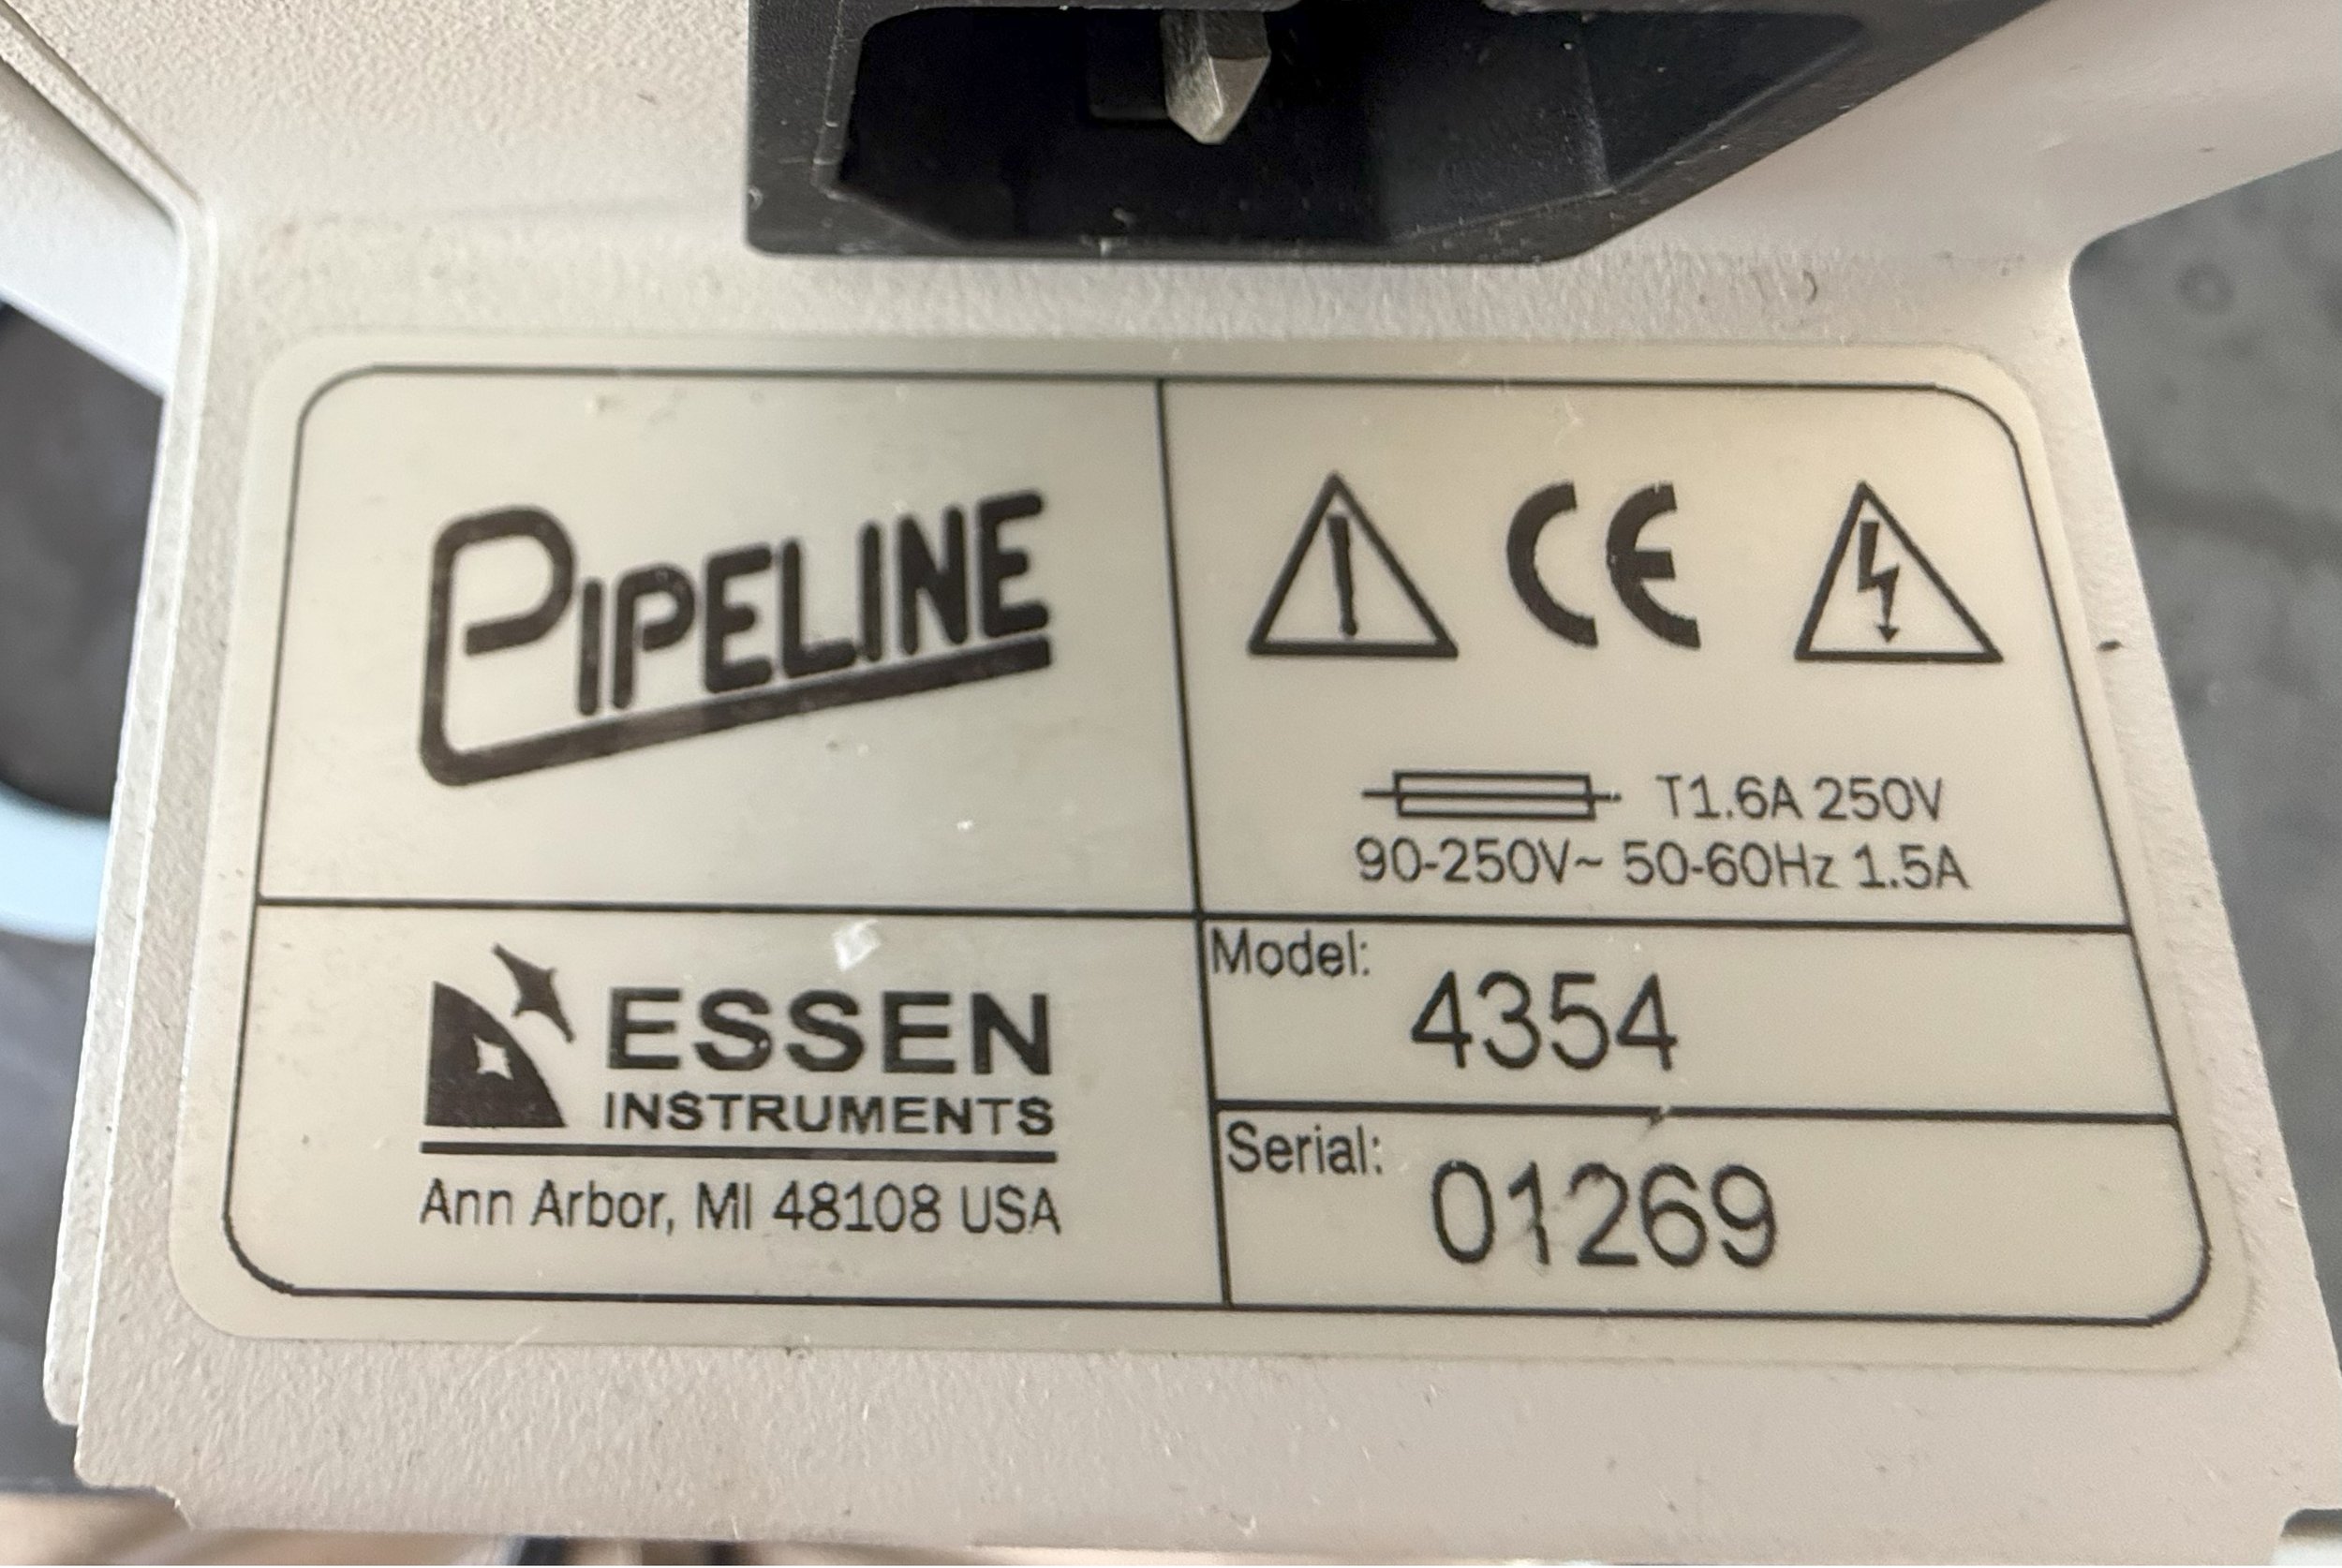 PIPELINE
CE
T1.6A 250V
90-250V~ 50-60Hz 1.5A
ESSEN
INSTRUMENTS
Ann Arbor, MI 48108 USA
Model: 4354
Serial: 01269